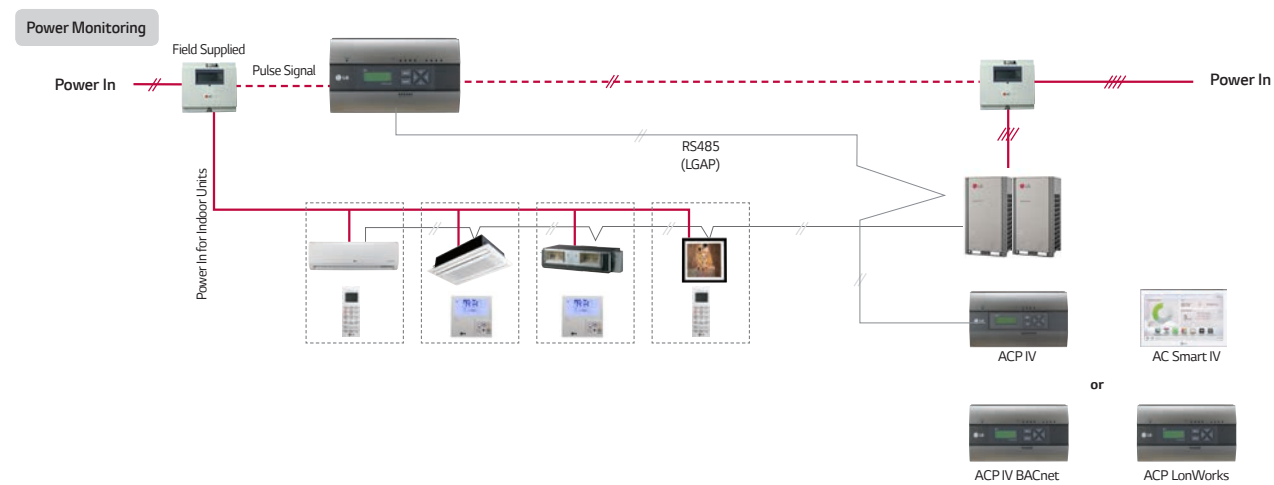 Power Monitoring
Field Supplied
Power In
Pulse Signal
Power In
RS485
(LGAP)
Power In for Indoor Units
ACP IV
AC Smart IV
or
ACP IV BACnet
ACP LonWorks